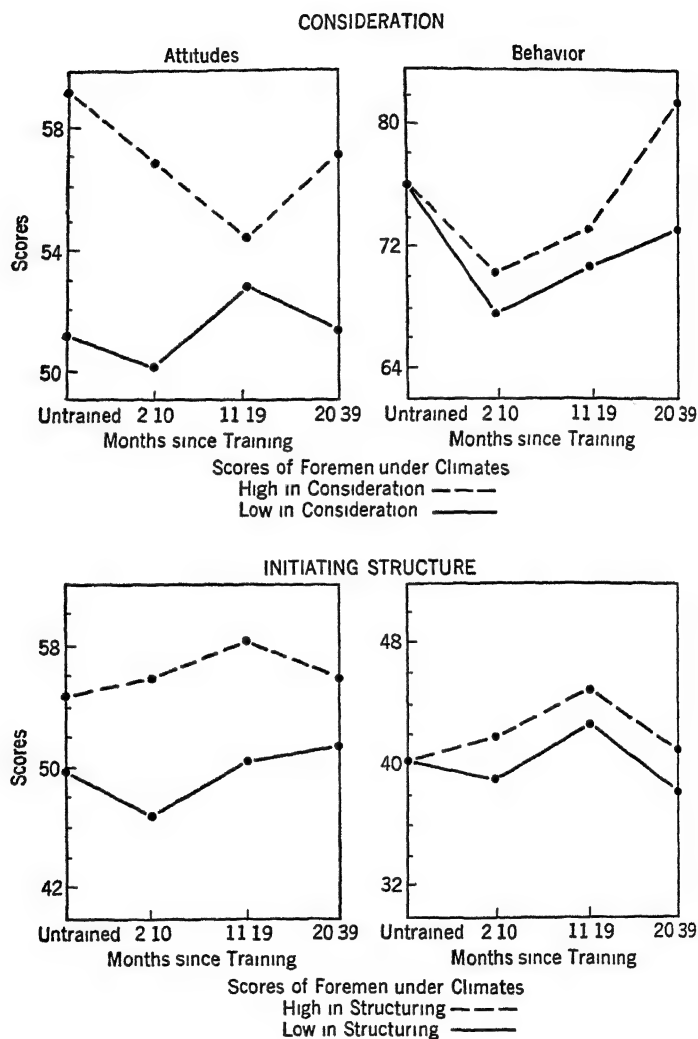 CONSIDERATION
Attitudes
Behavior
Scores
58
54
50
80
72
64
Untrained 2 10 11 19 20 39
Months since Training
Untrained 2 10 11 19 20 39
Months since Training
Scores of Foremen under Climates
High in Consideration
Low in Consideration
INITIATING STRUCTURE
Scores
58
50
42
48
40
32
Untrained 2 10 11 19 20 39
Months since Training
Untrained 2 10 11 19 20 39
Months since Training
Scores of Foremen under Climates
High in Structuring
Low in Structuring